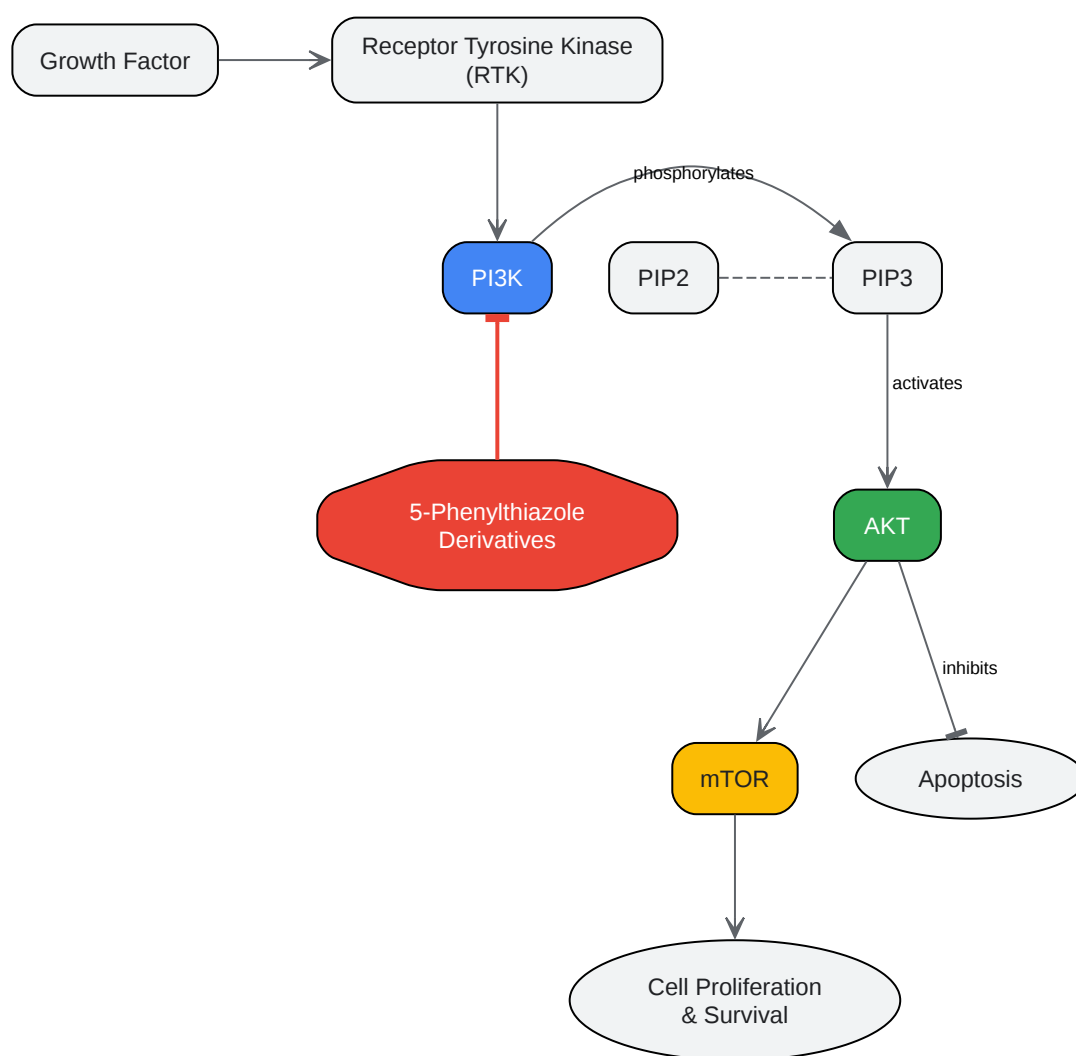 Growth Factor
Receptor Tyrosine Kinase
(RTK)
phosphorylates
PI3K
PIP2
PIP3
activates
5-Phenylthiazole
Derivatives
AKT
inhibits
mTOR
Apoptosis
Cell Proliferation
& Survival